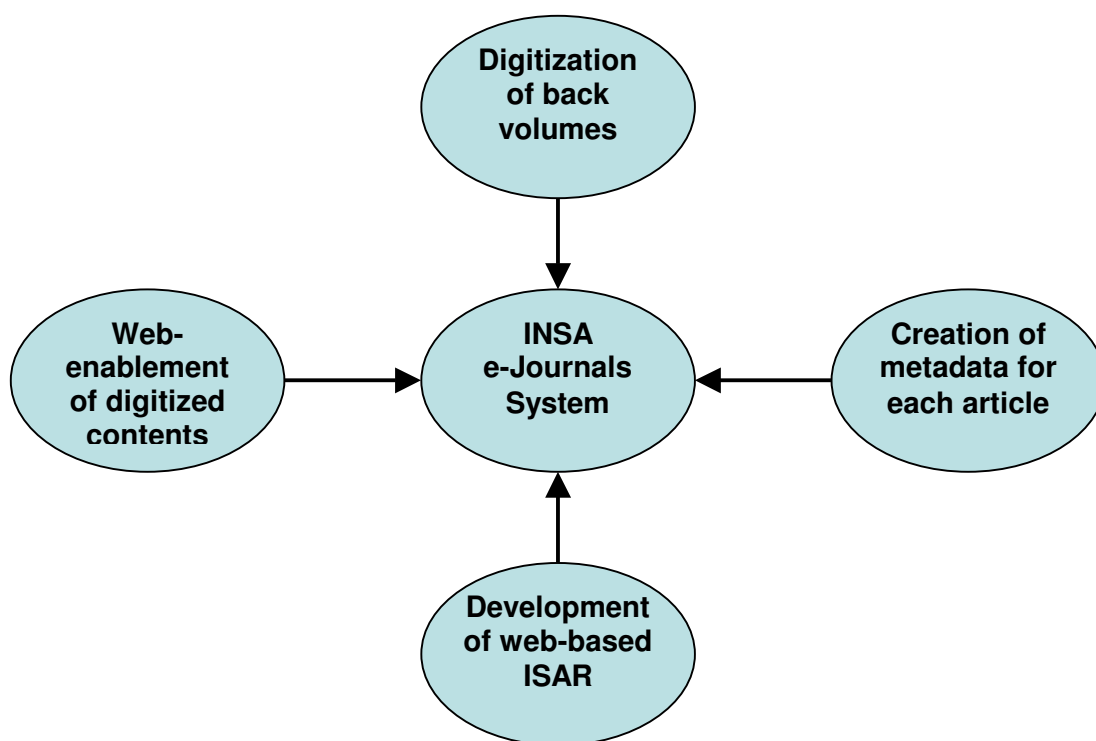 Digitization
of back
volumes
Web-
enablement
of digitized
contents
INSA
e-Journals
System
Creation of
metadata for
each article
Development
of web-based
ISAR